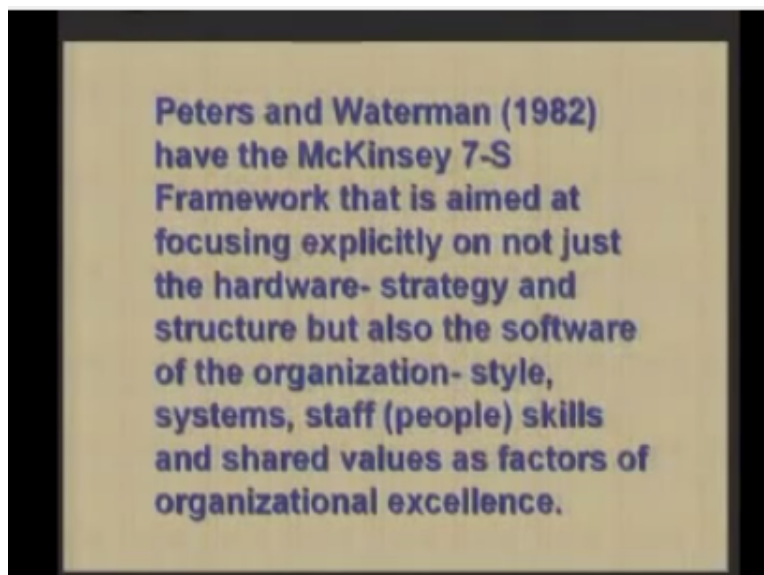 Peters and Waterman (1982)
have the McKinsey 7-S
Framework that is aimed at
focusing explicitly on not just
the hardware- strategy and
structure but also the software
of the organization- style,
systems, staff (people) skills
and shared values as factors of
organizational excellence.